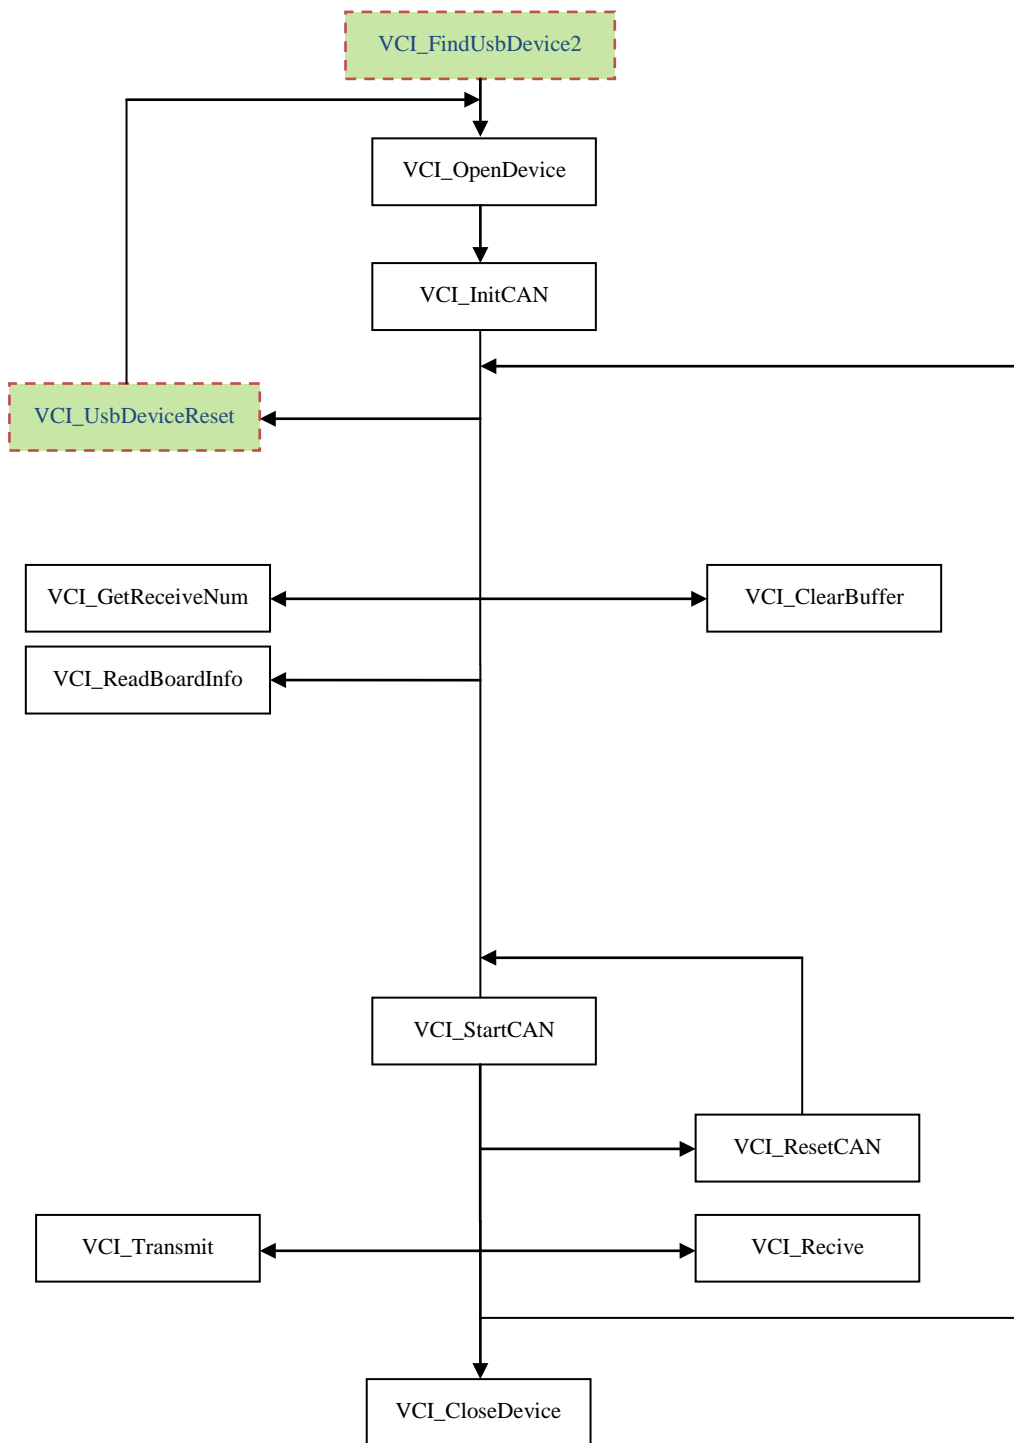 VCI_FindUsbDevice2
VCI_OpenDevice
VCI_InitCAN
VCI_UsbDeviceReset
VCI_GetReceiveNum
VCI_ClearBuffer
VCI_ReadBoardInfo
VCI_StartCAN
VCI_ResetCAN
VCI_Transmit
VCI_Recive
VCI_CloseDevice